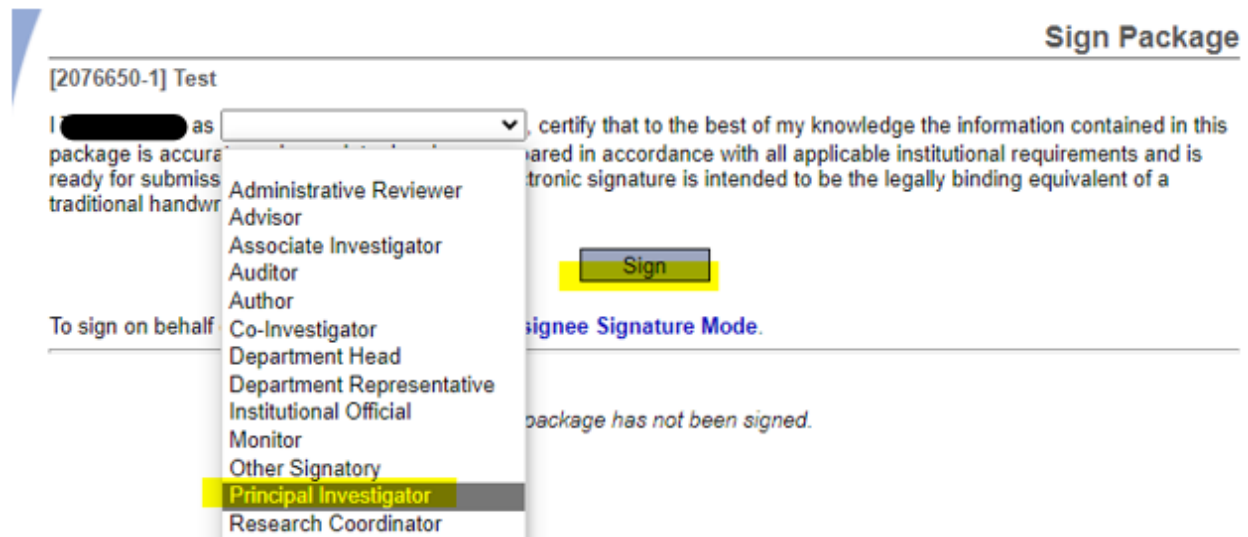 Sign Package
[2076650-1] Test
I as , certify that to the best of my knowledge the information contained in this
package is accura in accordance with all applicable institutional requirements and is
ready for submiss signature is intended to be the legally binding equivalent of a
traditional handwr
Administrative Reviewer
Advisor
Associate Investigator
Auditor
Author
Co-Investigator
Department Head
Department Representative
Institutional Official
Monitor
Other Signatory
Principal Investigator
Research Coordinator
Sign
To sign on behalf ignee Signature Mode.
package has not been signed.